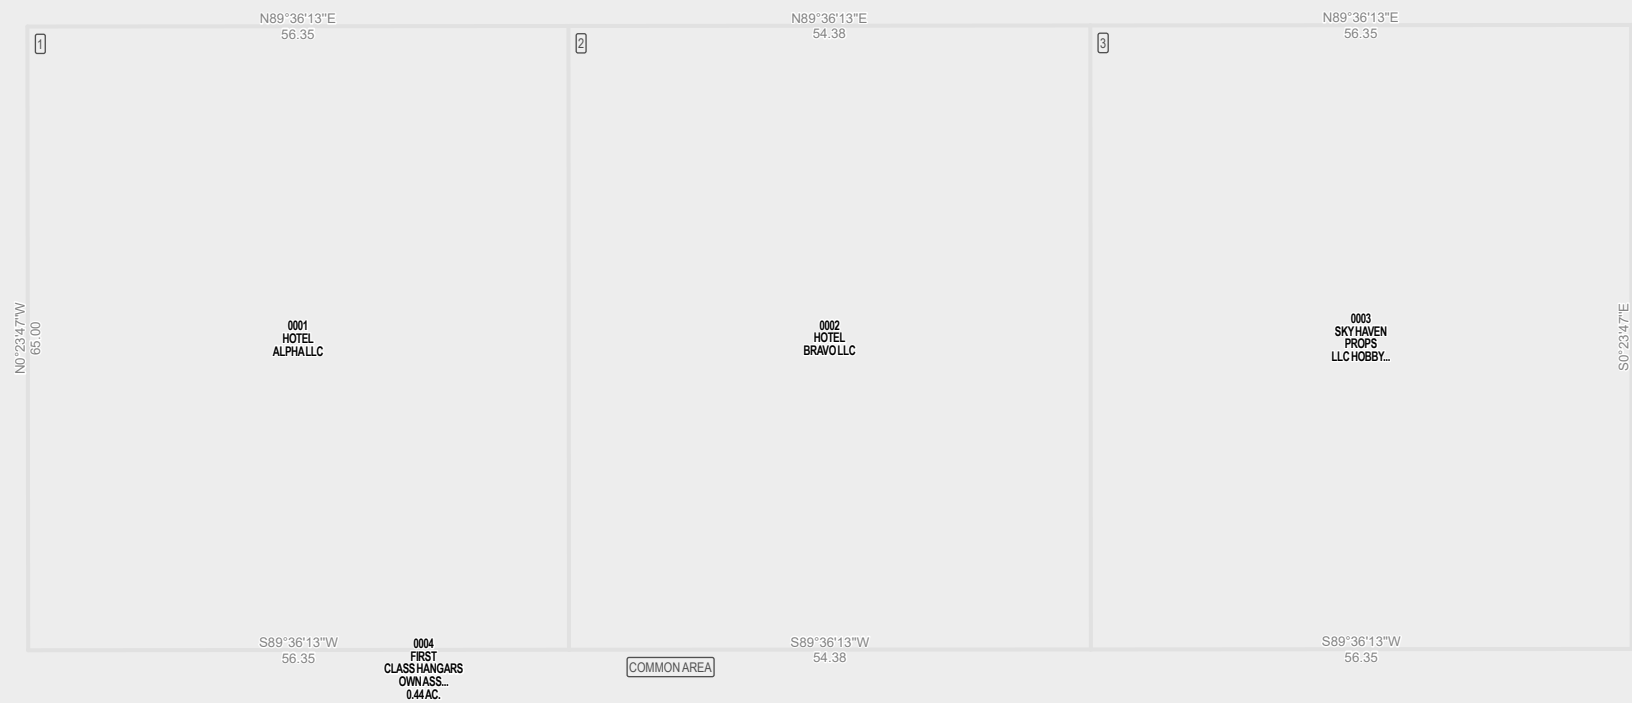 N89°36'13"E
56.35
N89°36'13"E
54.38
N89°36'13"E
56.35
1
2
3
N0°23'47"W
65.00
0001
HOTEL
ALPHA LLC
0002
HOTEL
BRAVO LLC
0003
SKY HAVEN
PROPS
LLC HOBBY...
S0°23'47"E
S89°36'13"W
56.35
0004
FIRST
CLASS HANGARS
OWN ASS...
0.44 AC.
COMMON AREA
S89°36'13"W
54.38
S89°36'13"W
56.35